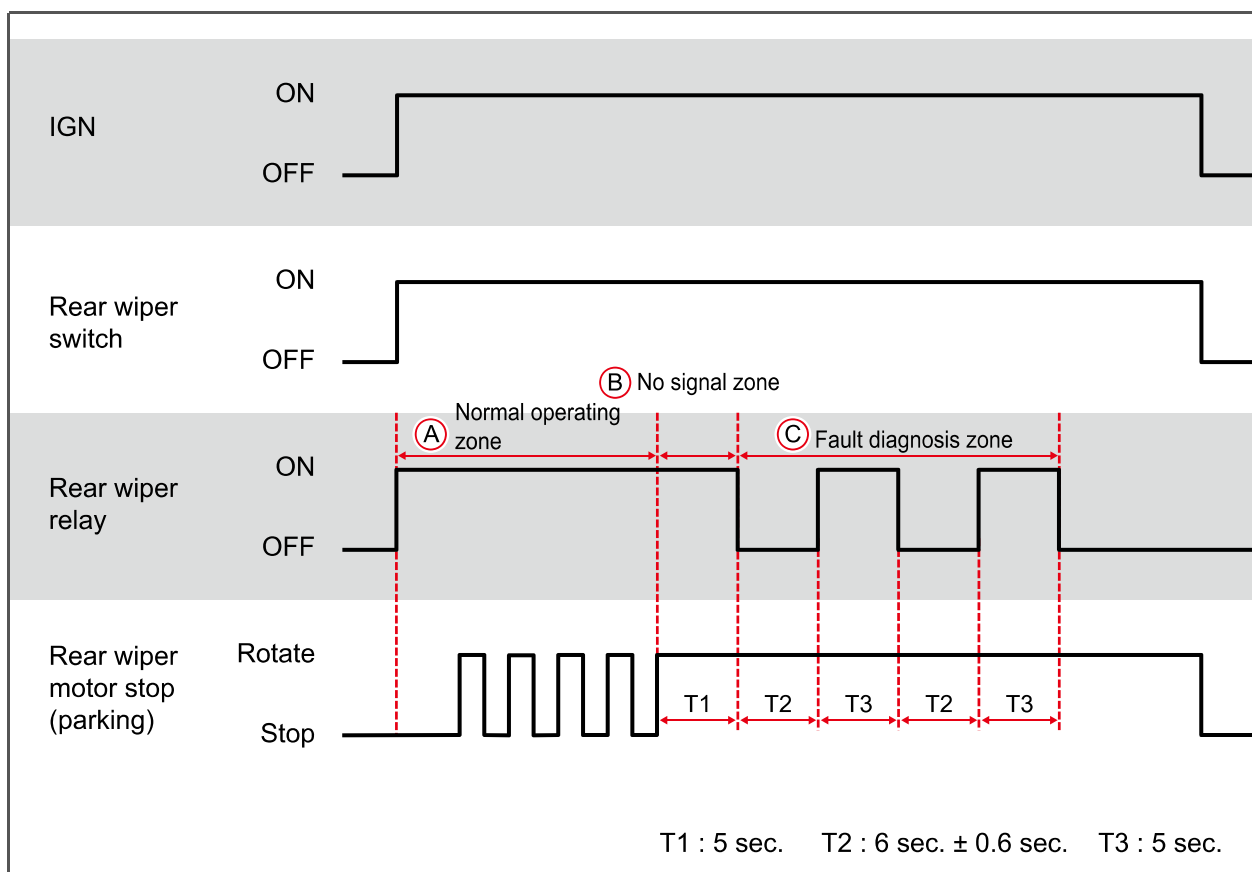 ON
IGN
OFF
ON
Rear wiper
switch
OFF
B No signal zone
A Normal operating
zone
C Fault diagnosis zone
ON
Rear wiper
relay
OFF
Rotate
Rear wiper
motor stop
(parking)
Stop
T1 T2 T3 T2 T3
T1 : 5 sec. T2 : 6 sec. ± 0.6 sec. T3 : 5 sec.